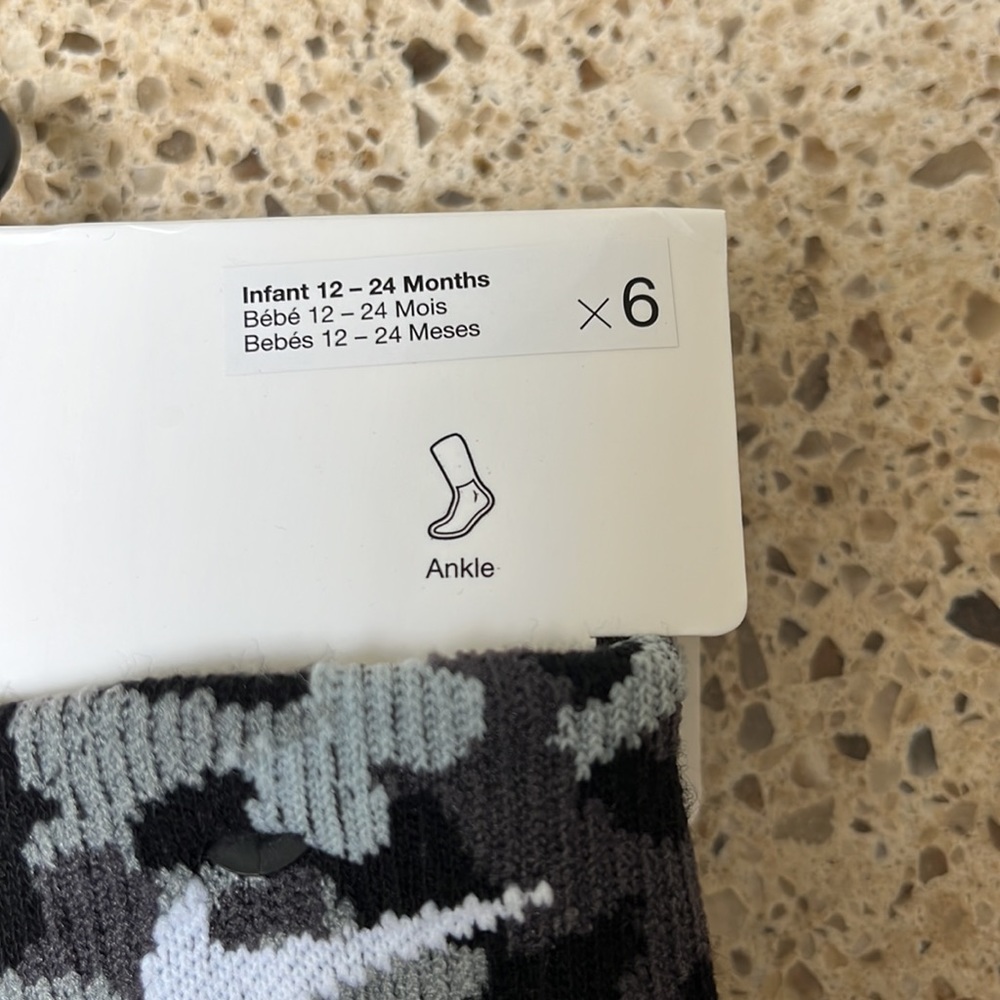 Infant 12 – 24 Months
Bébé 12 – 24 Mois
Bebés 12 – 24 Meses
×6
Ankle